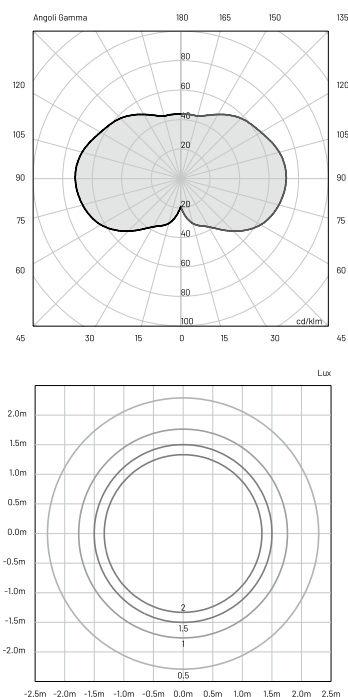 Angoli Gamma 180 165 150 135
80
120 120
60
105 40 105
20
90 90
20
75 40 75
60
60 60
80
100 cd/klm
45 30 15 0 15 30 45
Lux
2.0m
1.5m
1.0m
0.5m
0.0m
-0.5m
-1.0m
2
-1.5m
1,5
1
-2.0m
0,5
-2.5m -2.0m -1.5m -1.0m -0.5m 0.0m 0.5m 1.0m 1.5m 2.0m 2.5m